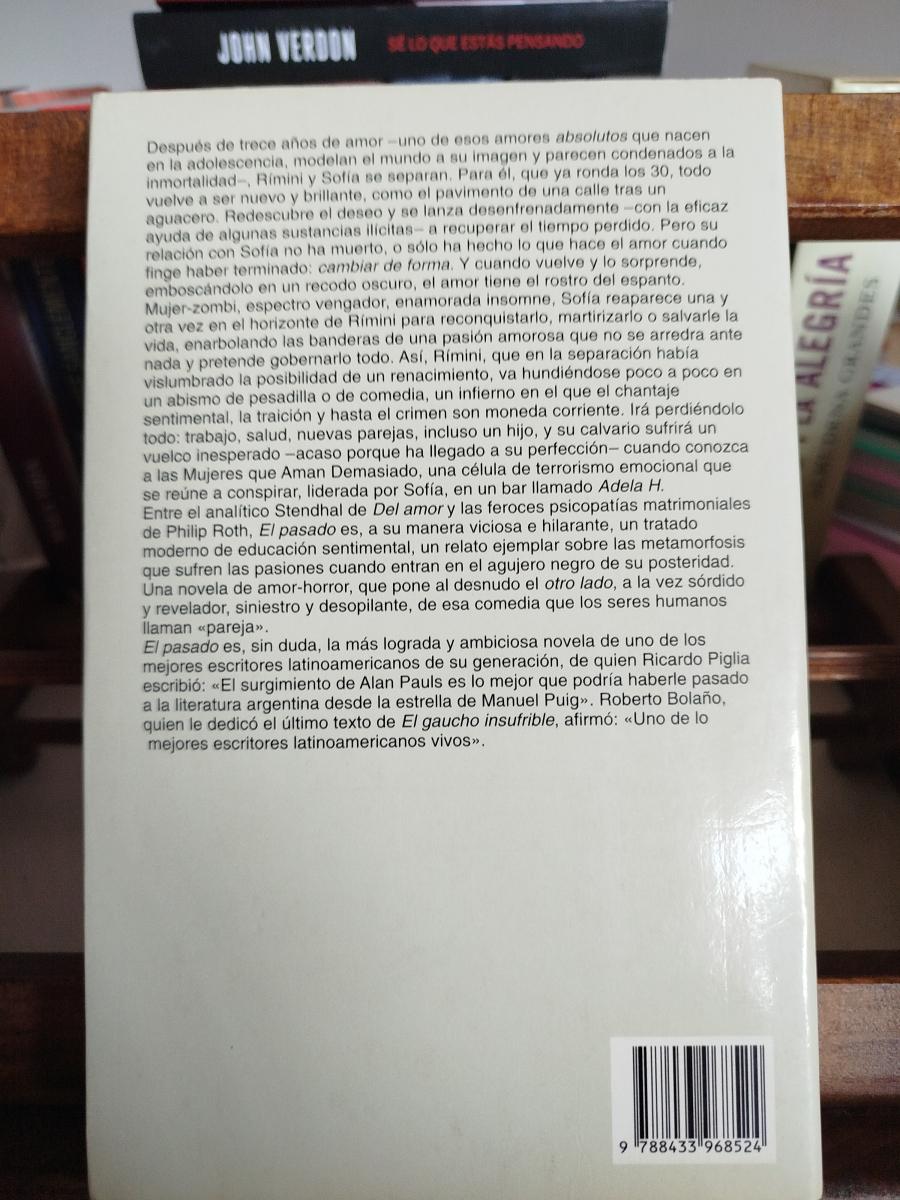 JOHN VERDON SÉ LO QUE ESTÁS PENSANDO
Después de trece años de amor –uno de esos amores absolutos que nacen
en la adolescencia, modelan el mundo a su imagen y parecen condenados a la
inmortalidad–, Rímini y Sofía se separan. Para él, que ya ronda los 30, todo
vuelve a ser nuevo y brillante, como el pavimento de una calle tras un
aguacero. Redescubre el deseo y se lanza desenfrenadamente –con la eficaz
ayuda de algunas sustancias ilícitas– a recuperar el tiempo perdido. Pero su
relación con Sofía no ha muerto, o sólo ha hecho lo que hace el amor cuando
finge haber terminado: cambiar de forma. Y cuando vuelve y lo sorprende,
emboscándolo en un recodo oscuro, el amor tiene el rostro del espanto.
Mujer-zombi, espectro vengador, enamorada insomne, Sofía reaparece una y
otra vez en el horizonte de Rímini para reconquistarlo, martirizarlo o salvarle la
vida, enarbolando las banderas de una pasión amorosa que no se arredra ante
nada y pretende gobernarlo todo. Así, Rímini, que en la separación había
vislumbrado la posibilidad de un renacimiento, va hundiéndose poco a poco en
un abismo de pesadilla o de comedia, un infierno en el que el chantaje
sentimental, la traición y hasta el crimen son moneda corriente. Irá perdiéndolo
todo: trabajo, salud, nuevas parejas, incluso un hijo, y su calvario sufrirá un
vuelco inesperado –acaso porque ha llegado a su perfección– cuando conozca
a las Mujeres que Aman Demasiado, una célula de terrorismo emocional que
se reúne a conspirar, liderada por Sofía, en un bar llamado Adela H.
Entre el analítico Stendhal de Del amor y las feroces psicopatías matrimoniales
de Philip Roth, El pasado es, a su manera viciosa e hilarante, un tratado
moderno de educación sentimental, un relato ejemplar sobre las metamorfosis
que sufren las pasiones cuando entran en el agujero negro de su posteridad.
Una novela de amor-horror, que pone al desnudo el otro lado, a la vez sórdido
y revelador, siniestro y desopilante, de esa comedia que los seres humanos
llaman «pareja».
El pasado es, sin duda, la más lograda y ambiciosa novela de uno de los
mejores escritores latinoamericanos de su generación, de quien Ricardo Piglia
escribió: «El surgimiento de Alan Pauls es lo mejor que podría haberle pasado
a la literatura argentina desde la estrella de Manuel Puig». Roberto Bolaño,
quien le dedicó el último texto de El gaucho insufrible, afirmó: «Uno de lo
mejores escritores latinoamericanos vivos».
9 788433 968524
LA ALEGRÍA
GRANDES